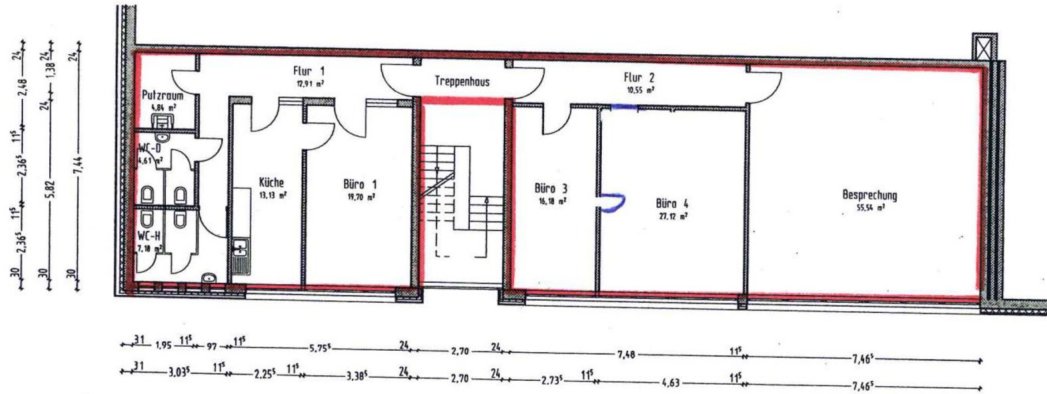 Flur 1
12,91 m²
Treppenhaus
Flur 2
10,55 m²
Putzraum
4,84 m²
WC-D
4,61 m²
Küche
13,13 m²
Büro 1
19,70 m²
Büro 3
16,18 m²
Büro 4
27,12 m²
Besprechung
55,54 m²
WC-H
7,18 m²
30 2,36⁵ 11⁵ 2,36⁵ 11⁵ 2,48 24
30 5,82 24 1,38 24
30 7,44 24
31 1,95 11⁵ 97 11⁵ 5,75⁵ 24 2,70 24 7,48 11⁵ 7,46⁵
31 3,03⁵ 2,25 11⁵ 3,38⁵ 24 2,70 24 2,73 11⁵ 4,63 11⁵ 7,46⁵